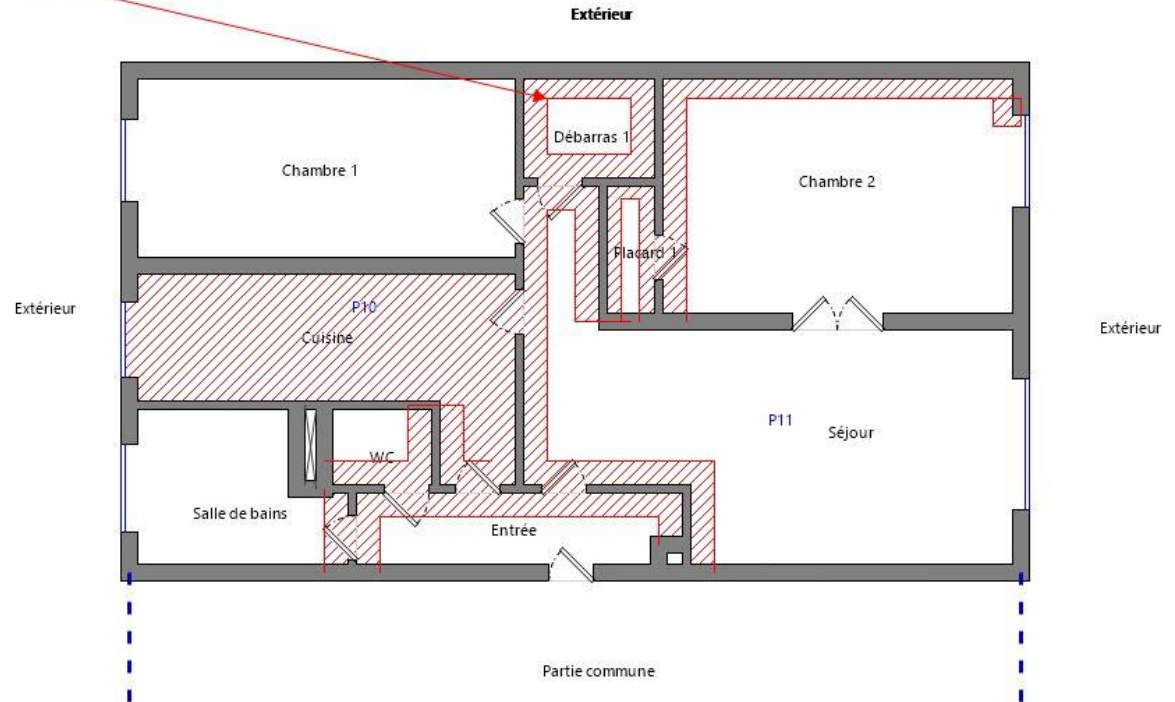 Extérieur
Débarras 1
Chambre 1
Chambre 2
Placard 1
Extérieur
P10
Extérieur
Cuisine
P11
Séjour
WC
Salle de bains
Entrée
Partie commune